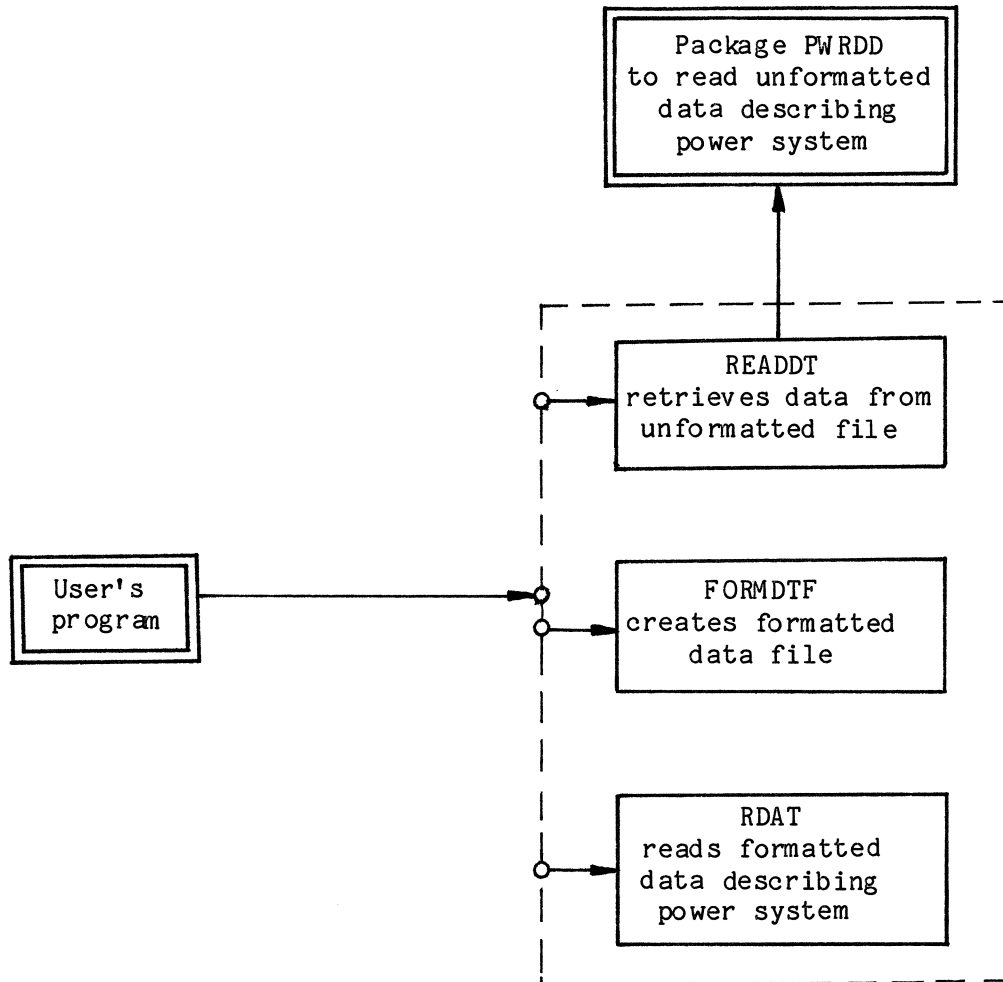 Package PWRDD
to read unformatted
data describing
power system
READDT
retrieves data from
unformatted file
User's
program
FORMDTF
creates formatted
data file
RDAT
reads formatted
data describing
power system